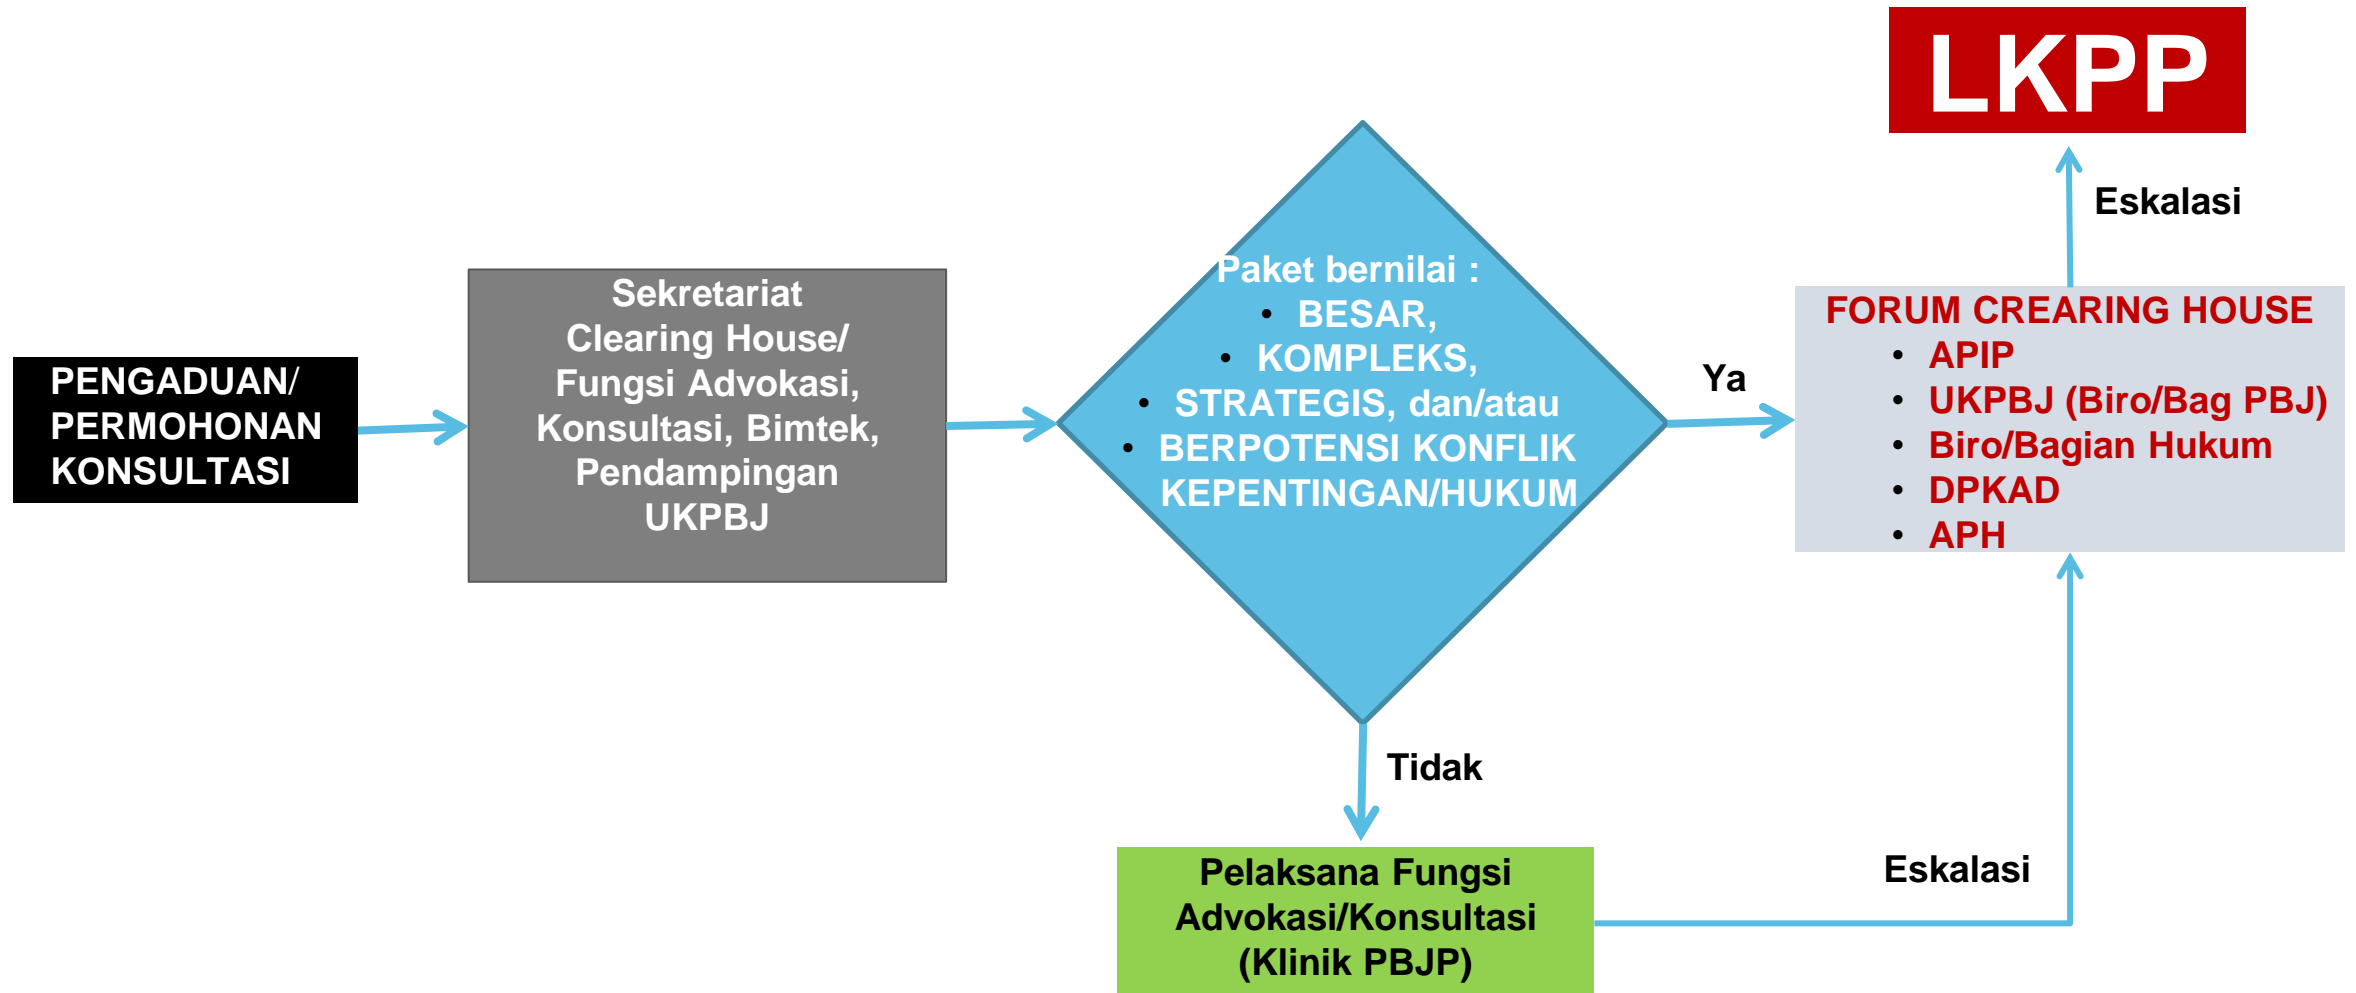 LKPP
Eskalasi
PENGADUAN/
PERMOHONAN
KONSULTASI
Sekretariat
Clearing House/
Fungsi Advokasi,
Konsultasi, Bimtek,
Pendampingan
UKPBJ
Paket bernilai :
• BESAR,
• KOMPLEKS,
• STRATEGIS, dan/atau
• BERPOTENSI KONFLIK
KEPENTINGAN/HUKUM
Ya
FORUM CREARING HOUSE
• APIP
• UKPBJ (Biro/Bag PBJ)
• Biro/Bagian Hukum
• DPKAD
• APH
Tidak
Pelaksana Fungsi
Advokasi/Konsultasi
(Klinik PBJP)
Eskalasi